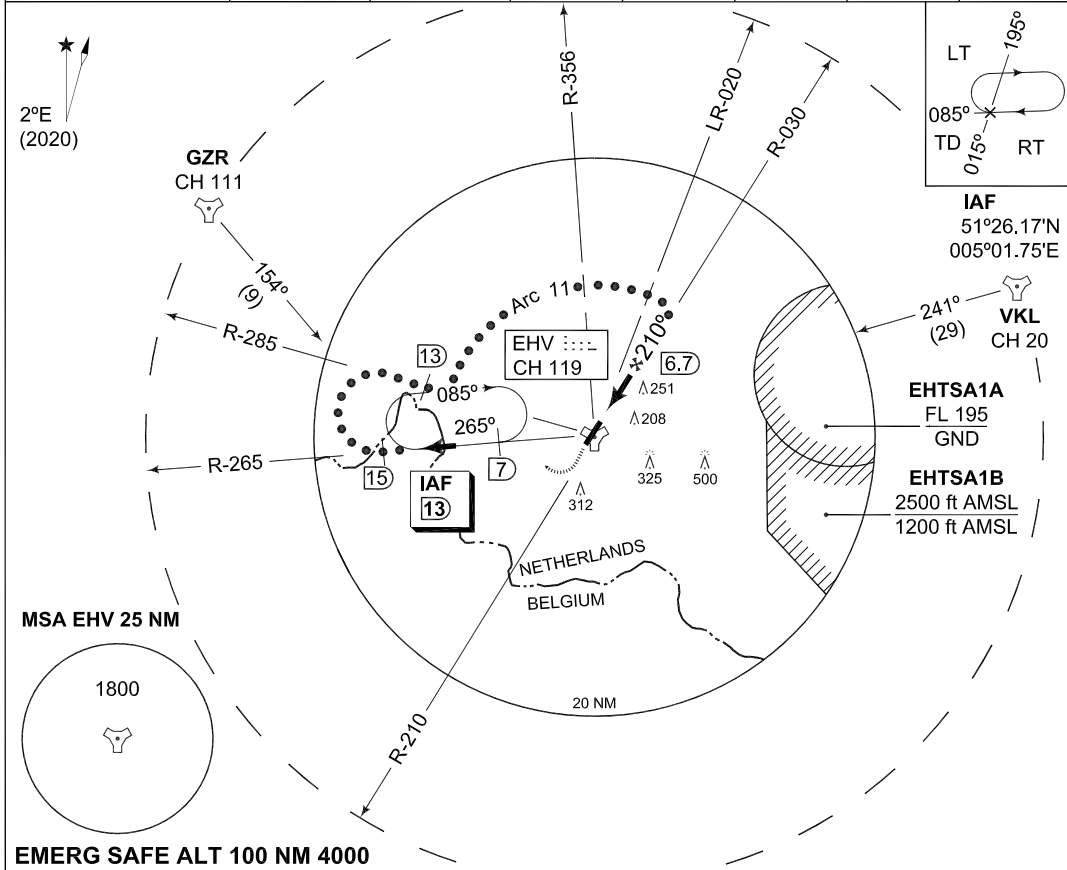 R-356
LR-020
R-030
2ºE
(2020)
LT
195º
085º
TD
015º
RT
GZR
CH 111
IAF
51º26.17'N
005º01.75'E
154º
(9)
241º
(29)
VKL
CH 20
Arc 11
R-285
EHV
CH 119
210º
6.7
13
085º
251
208
EHTSA1A
FL 195
GND
265º
R-265
15
7
IAF
13
312
325
500
EHTSA1B
2500 ft AMSL
1200 ft AMSL
NETHERLANDS
BELGIUM
MSA EHV 25 NM
1800
20 NM
R-210
EMERG SAFE ALT 100 NM 4000